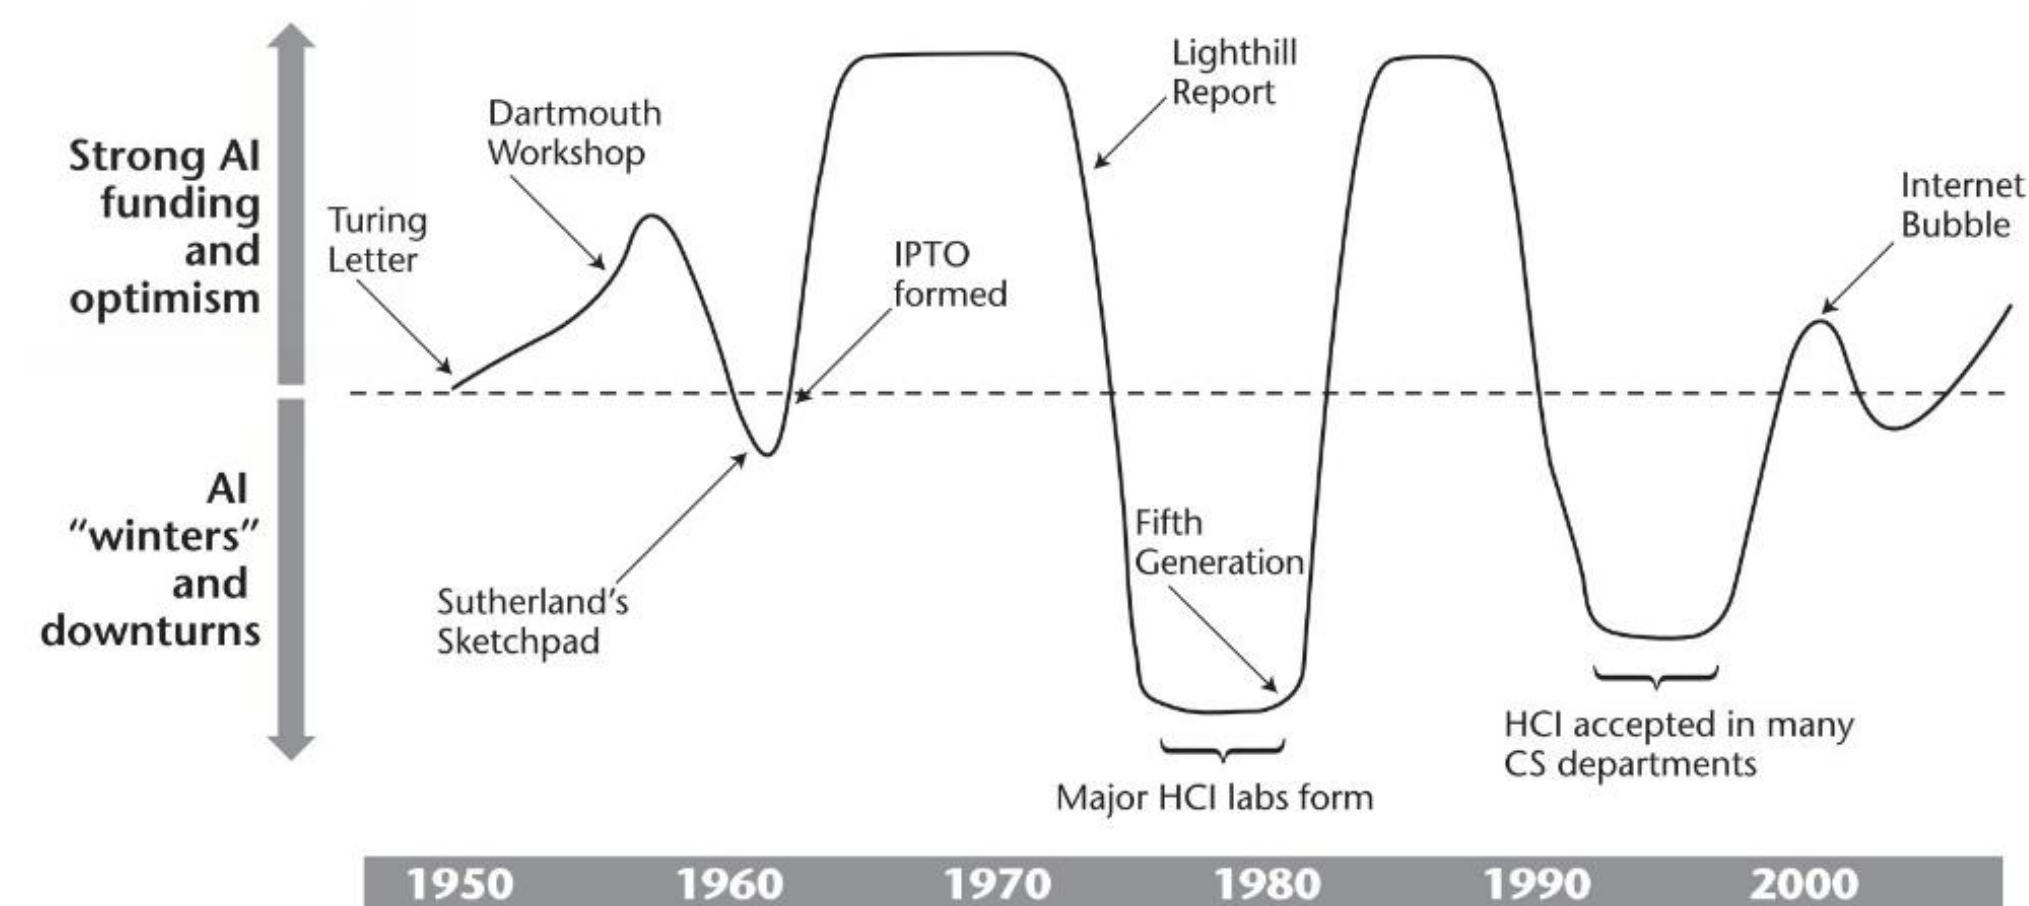 Strong AI
funding
and
optimism
AI
“winters”
and
downturns
Turing
Letter
Dartmouth
Workshop
Sutherland’s
Sketchpad
IPTO
formed
Lighthill
Report
Fifth
Generation
Major HCI labs form
HCI accepted in many
CS departments
Internet
Bubble
1950 1960 1970 1980 1990 2000